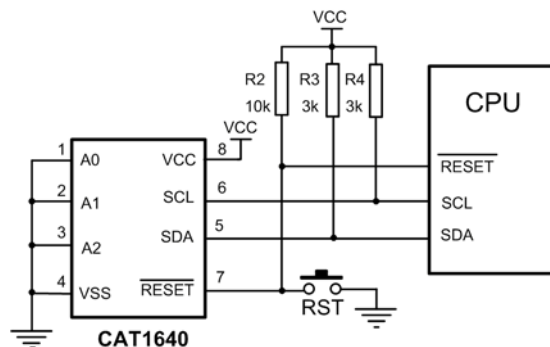 VCC
R2 R3 R4
10k 3k 3k
CPU
VCC
1 A0 VCC 8
RESET
2 A1 SCL 6 SCL
3 A2 SDA 5 SDA
4 VSS RESET 7
RST
CAT1640